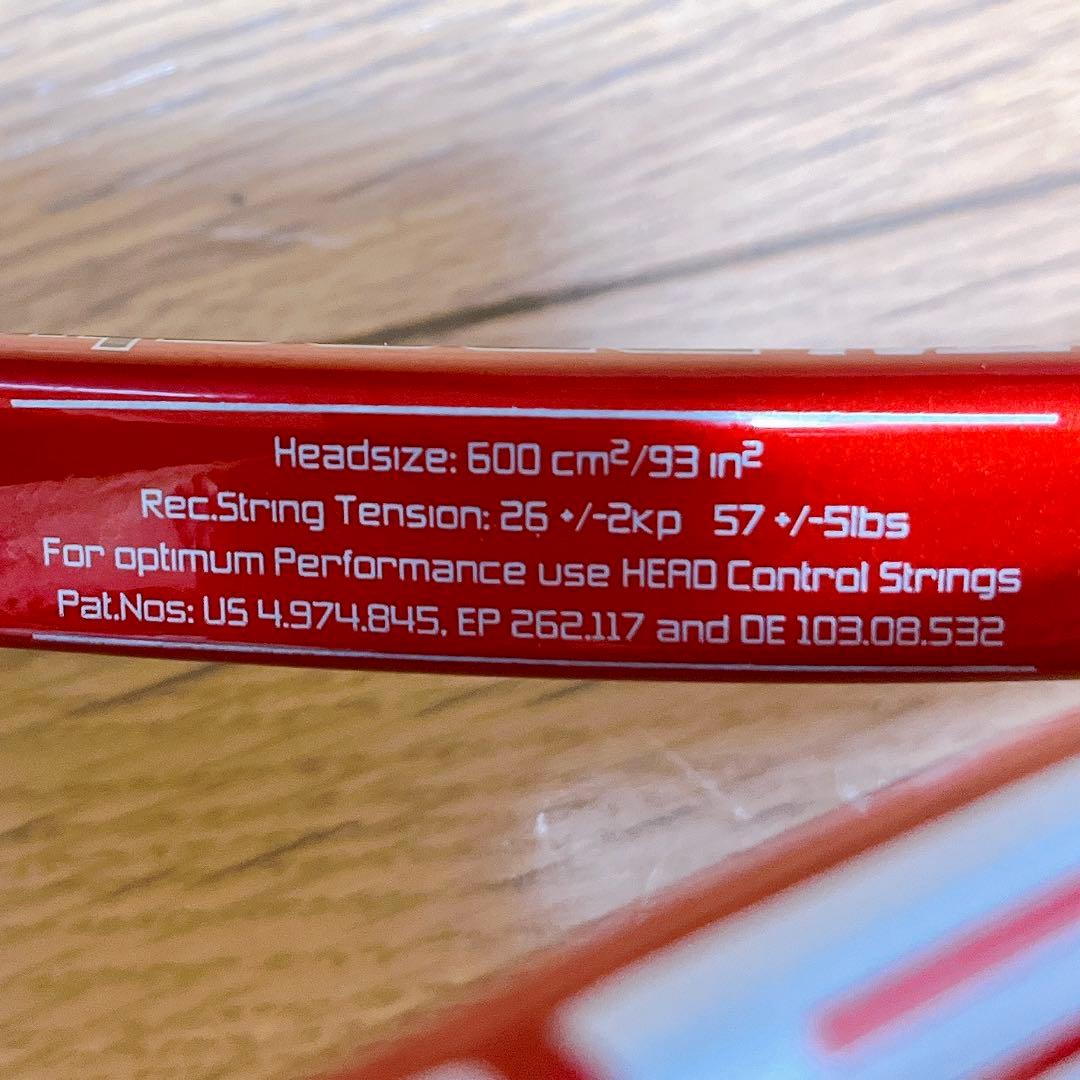 Headsize: 600 cm²/93 in²
Rec.String Tension: 26 +/-2kp 57 +/-5lbs
For optimum Performance use HEAD Control Strings
Pat.Nos: US 4.974.845, EP 262.117 and DE 103.08.532